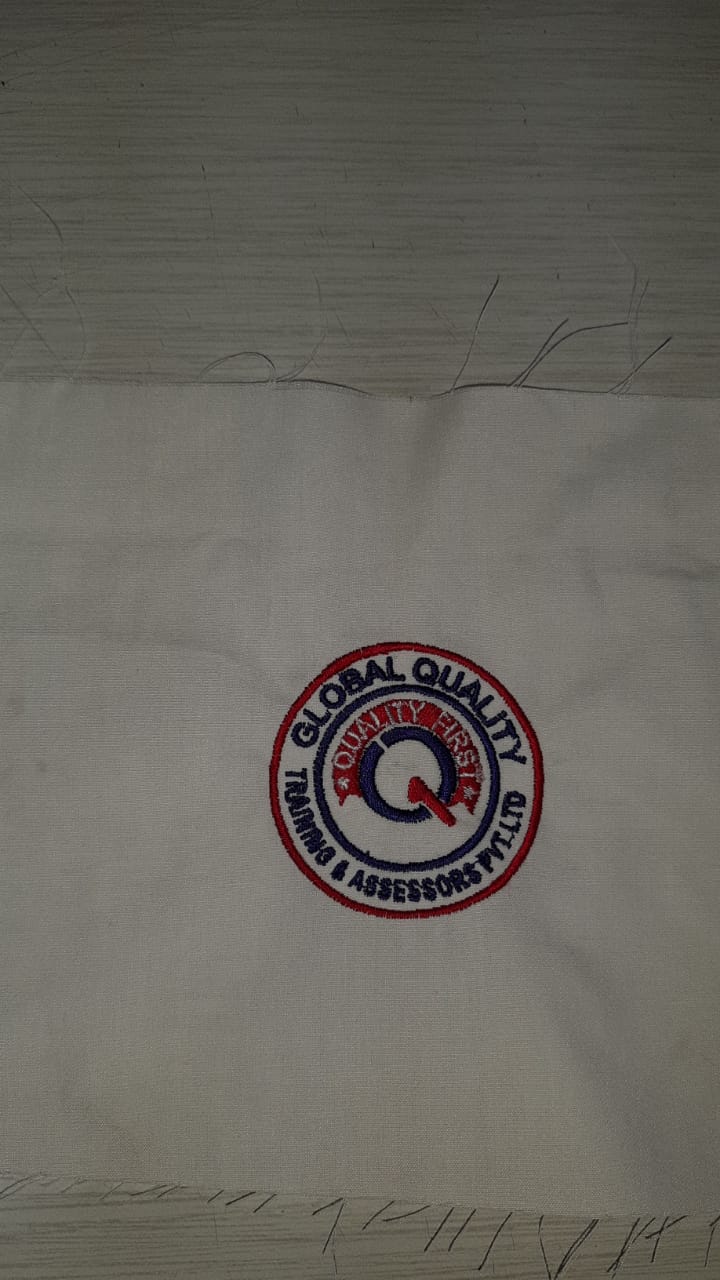 GLOBAL QUALITY
QUALITY FIRST
TRAINING & ASSESSORS PVT.LTD